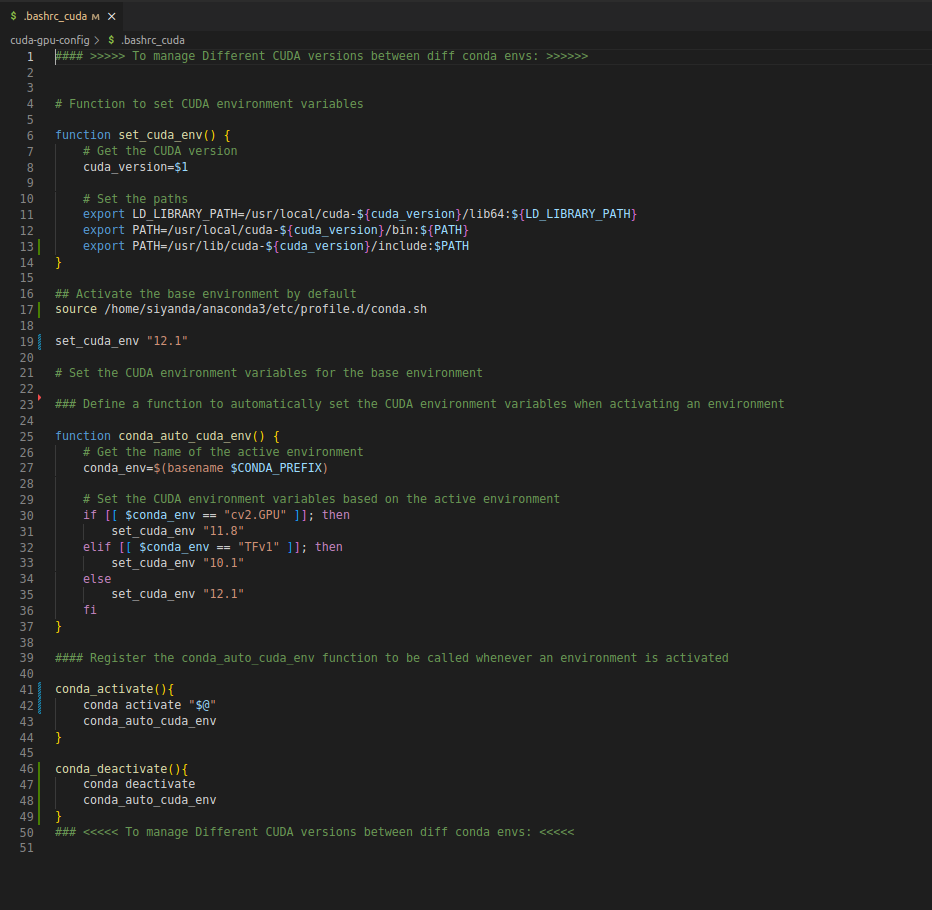 $ .bashrc_cuda M ×
cuda-gpu-config > $ .bashrc_cuda
1 #### >>>>> To manage Different CUDA versions between diff conda envs: >>>>>>
2
3
4 # Function to set CUDA environment variables
5
6 function set_cuda_env() {
7     # Get the CUDA version
8     cuda_version=$1
9
10     # Set the paths
11     export LD_LIBRARY_PATH=/usr/local/cuda-${cuda_version}/lib64:${LD_LIBRARY_PATH}
12     export PATH=/usr/local/cuda-${cuda_version}/bin:${PATH}
13     export PATH=/usr/lib/cuda-${cuda_version}/include:$PATH
14 }
15
16 ## Activate the base environment by default
17 source /home/siyanda/anaconda3/etc/profile.d/conda.sh
18
19 set_cuda_env "12.1"
20
21 # Set the CUDA environment variables for the base environment
22
23 ### Define a function to automatically set the CUDA environment variables when activating an environment
24
25 function conda_auto_cuda_env() {
26     # Get the name of the active environment
27     conda_env=$(basename $CONDA_PREFIX)
28
29     # Set the CUDA environment variables based on the active environment
30     if [[ $conda_env == "cv2.GPU" ]]; then
31         set_cuda_env "11.8"
32     elif [[ $conda_env == "TFv1" ]]; then
33         set_cuda_env "10.1"
34     else
35         set_cuda_env "12.1"
36     fi
37 }
38
39 #### Register the conda_auto_cuda_env function to be called whenever an environment is activated
40
41 conda_activate(){
42     conda activate "$@"
43     conda_auto_cuda_env
44 }
45
46 conda_deactivate(){
47     conda deactivate
48     conda_auto_cuda_env
49 }
50 ### <<<<< To manage Different CUDA versions between diff conda envs: <<<<<
51